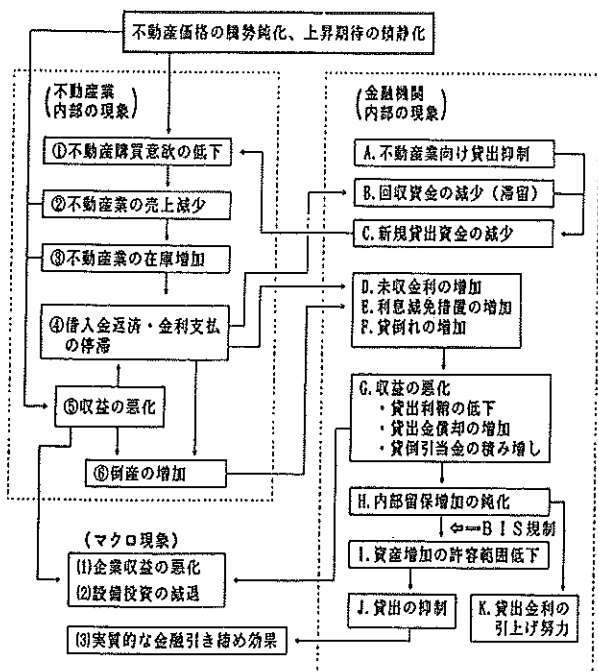 不動産価格の騰勢鈍化、上昇期待の鎮静化
(不動産業
内部の現象)
①不動産購買意欲の低下
②不動産業の売上減少
③不動産業の在庫増加
④借入金返済・金利支払
の停滞
⑤収益の悪化
⑥倒産の増加
(金融機関
内部の現象)
A.不動産業向け貸出抑制
B.回収資金の減少(滞留)
C.新規貸出資金の減少
D.未収金利の増加
E.利息減免措置の増加
F.貸倒れの増加
G.収益の悪化
・貸出利鞘の低下
・貸出金償却の増加
・貸倒引当金の積み増し
H.内部留保増加の鈍化
⇐BIS規制
I.資産増加の許容範囲低下
J.貸出の抑制
K.貸出金利の
引上げ努力
(マクロ現象)
(1)企業収益の悪化
(2)設備投資の減退
(3)実質的な金融引き締め効果